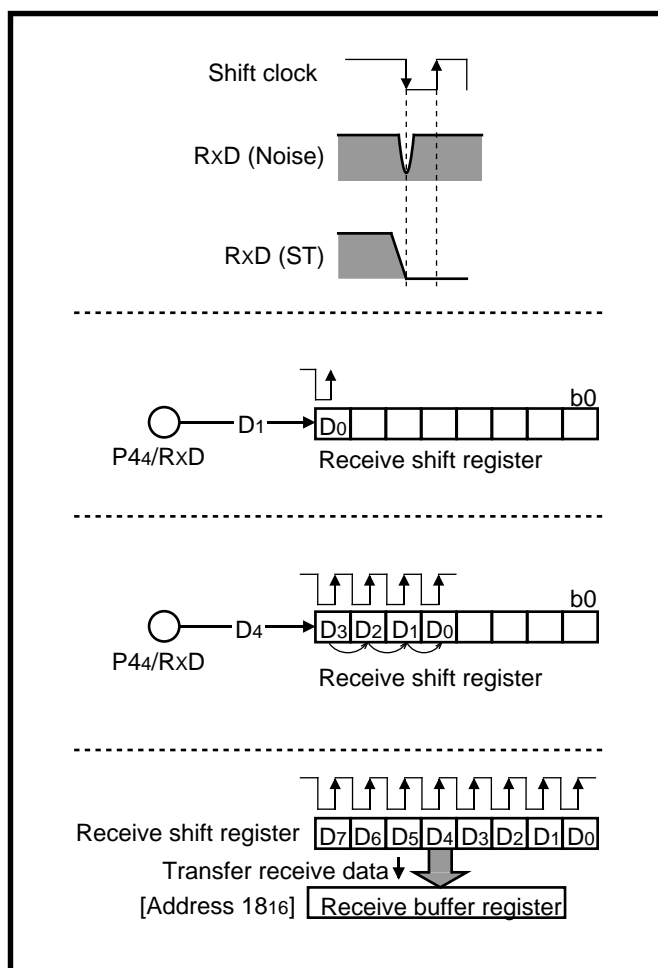 Shift clock
RxD (Noise)
RxD (ST)
b0
D1
D0
P44/RxD
Receive shift register
b0
D4
D3 D2 D1 D0
P44/RxD
Receive shift register
Receive shift register
D7 D6 D5 D4 D3 D2 D1 D0
Transfer receive data
[Address 1816]
Receive buffer register